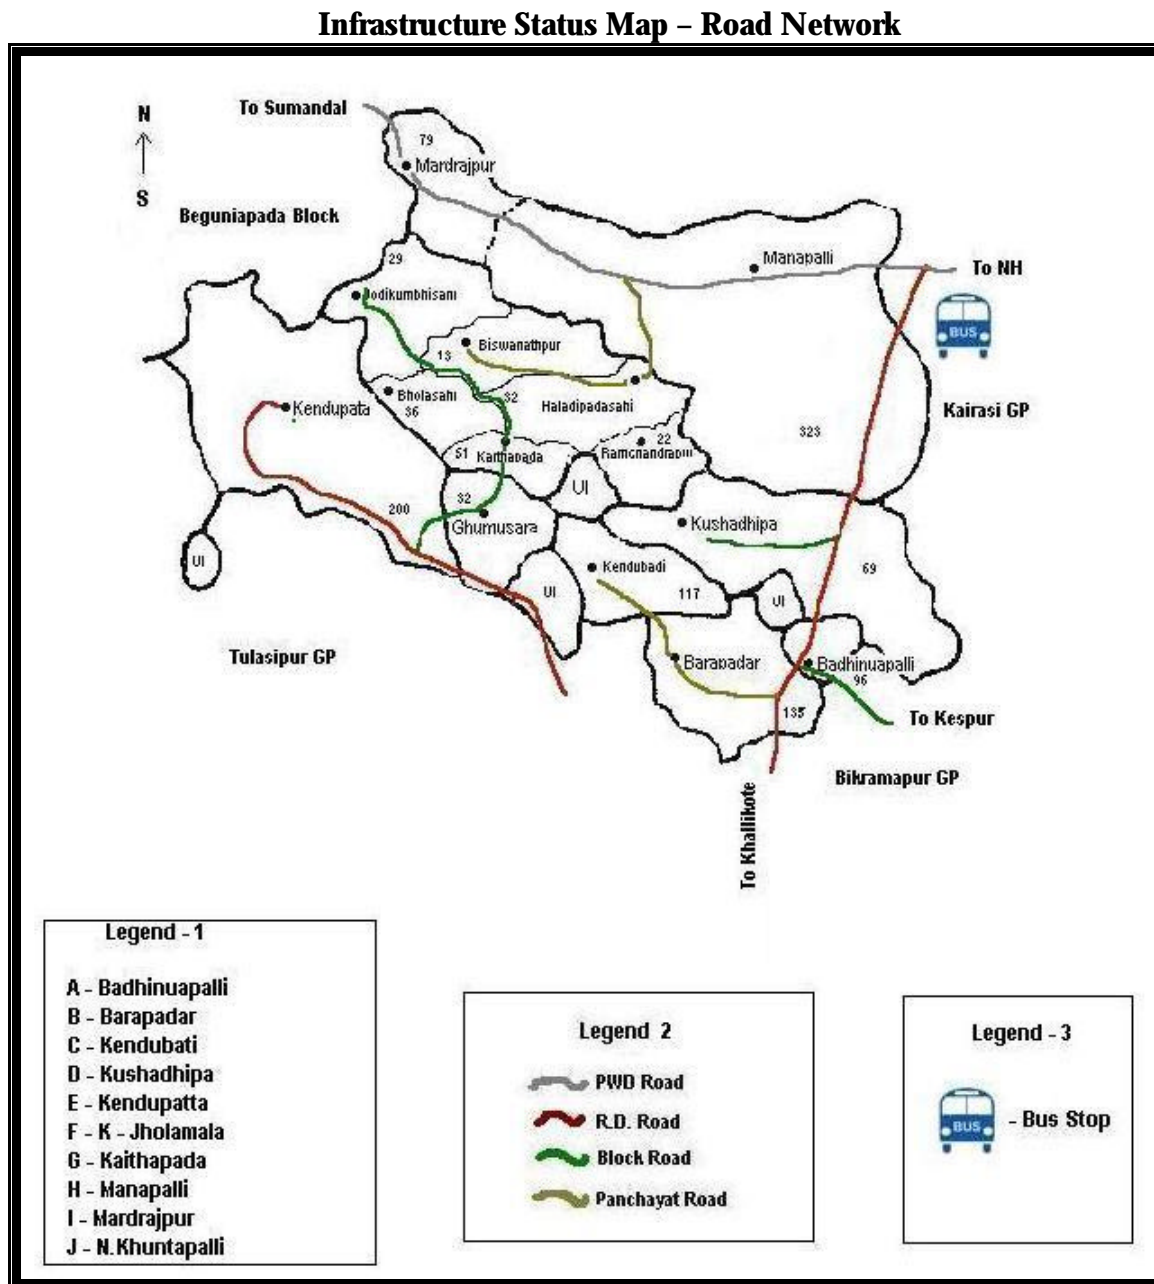 Infrastructure Status Map – Road Network
To Sumandal
N
79
Mardrajpur
S
Beguniapada Block
Manapalli
29
To NH
Jodikumbhisahi
BUS
Biswanathpur
13
Bholasahi
32
Haladipadasahi
Kendupata
36
Kairasi GP
323
22
51
Kaithapada
Ramchandrapur
UI
32
200
Ghumusara
Kushadhipa
UI
Kendubadi
69
UI
117
UI
Tulasipur GP
Barapadar
Badhinuapalli
96
135
To Kespur
Bikramapur GP
To Khallikote
Legend - 1
A - Badhinuapalli
B - Barapadar
C - Kendubati
D - Kushadhipa
E - Kendupatta
F - K - Jholamala
G - Kaithapada
H - Manapalli
I - Mardrajpur
J - N.Khuntapalli
Legend 2
PWD Road
R.D. Road
Block Road
Panchayat Road
Legend - 3
BUS
- Bus Stop